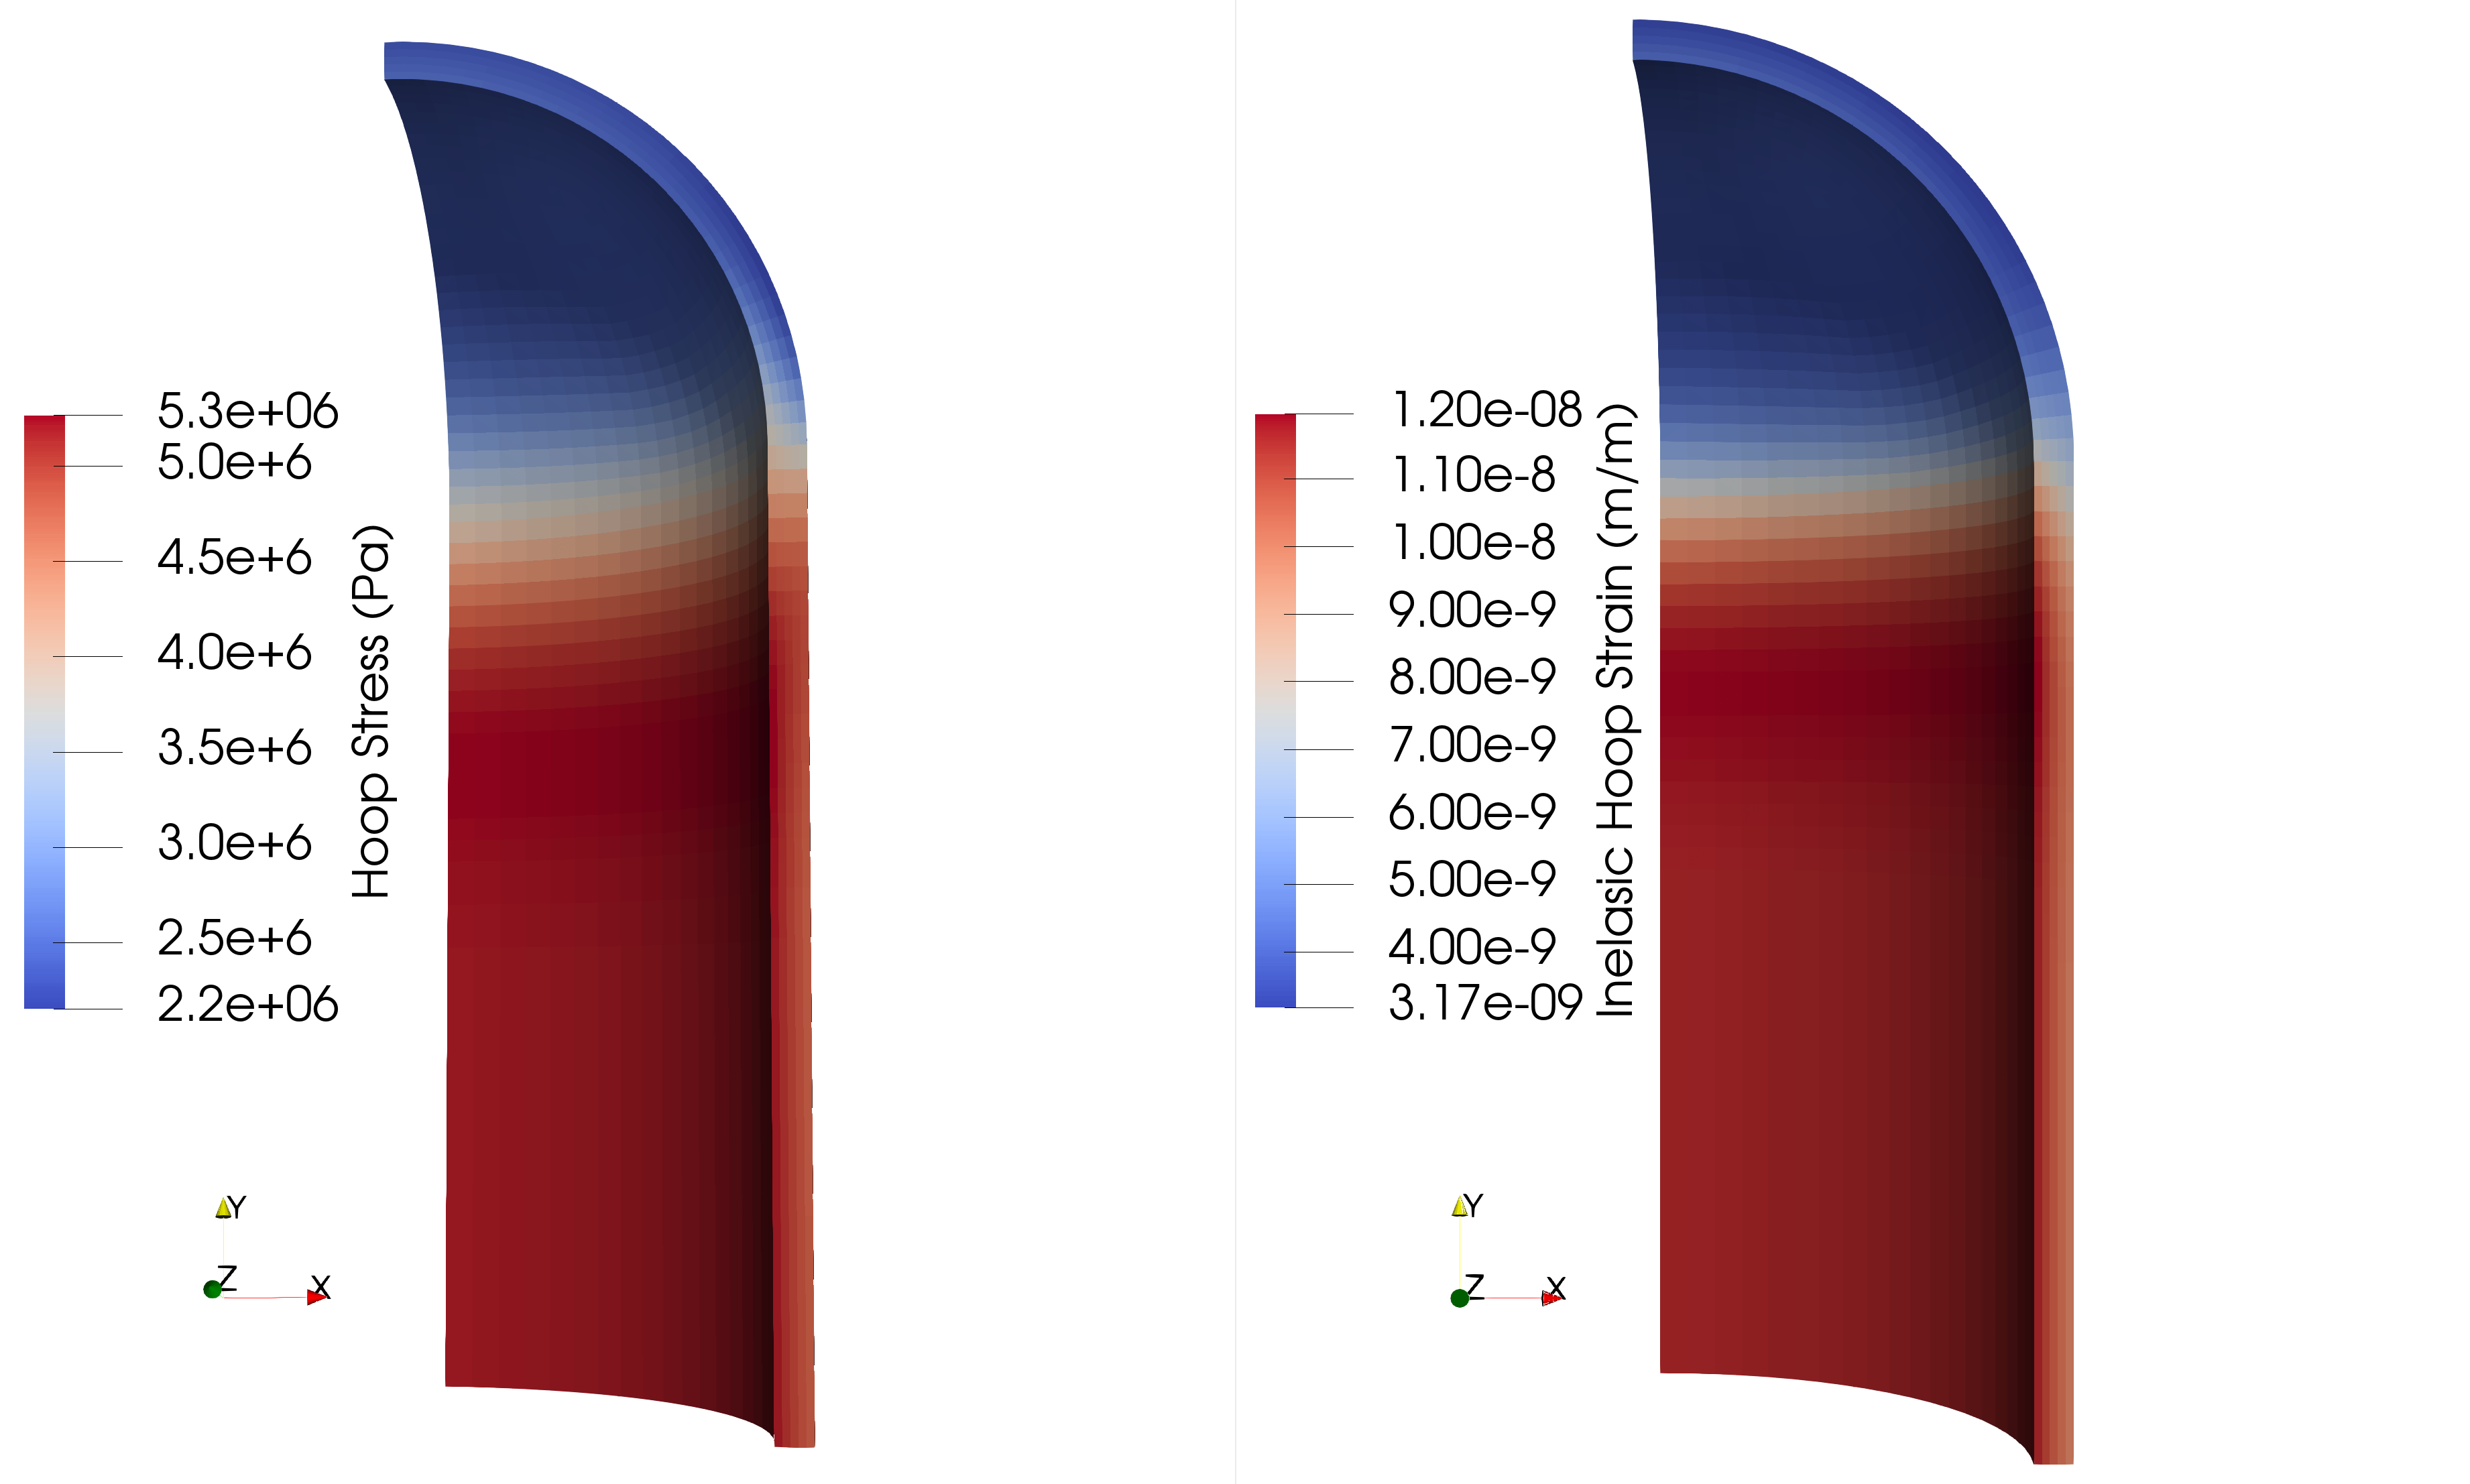 5.3e+06
5.0e+6
4.5e+6
4.0e+6
3.5e+6
3.0e+6
2.5e+6
2.2e+06
Hoop Stress (Pa)
Y
Z
X
1.20e-08
1.10e-8
1.00e-8
9.00e-9
8.00e-9
7.00e-9
6.00e-9
5.00e-9
4.00e-9
3.17e-09
Inelasic Hoop Strain (m/m)
Y
Z
X